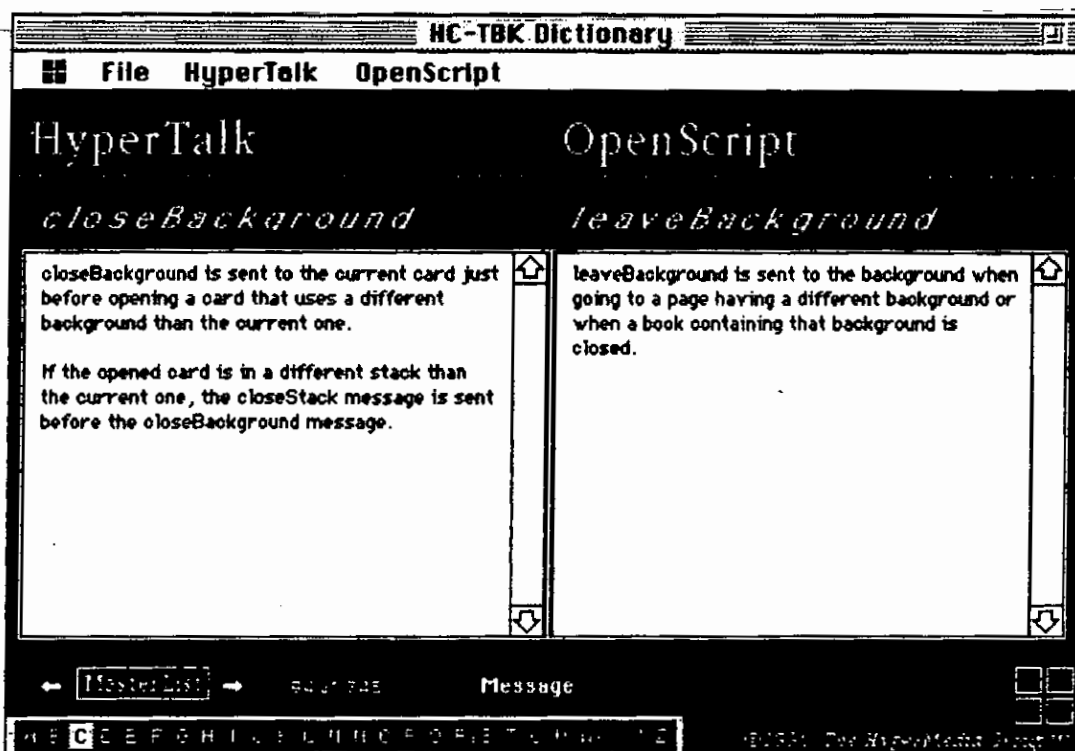 HC-TBK Dictionary
File HyperTalk OpenScript
HyperTalk
OpenScript
closeBackground
leaveBackground
closeBackground is sent to the current card just
before opening a card that uses a different
background than the current one.
If the opened card is in a different stack than
the current one, the closeStack message is sent
before the closeBackground message.
leaveBackground is sent to the background when
going to a page having a different background or
when a book containing that background is
closed.
Master List
Message
C
The HyperMedia